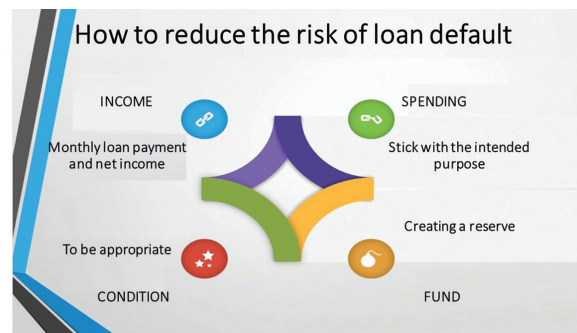 How to reduce the risk of loan default
INCOME
Monthly loan payment
and net income
SPENDING
Stick with the intended
purpose
To be appropriate
CONDITION
Creating a reserve
FUND